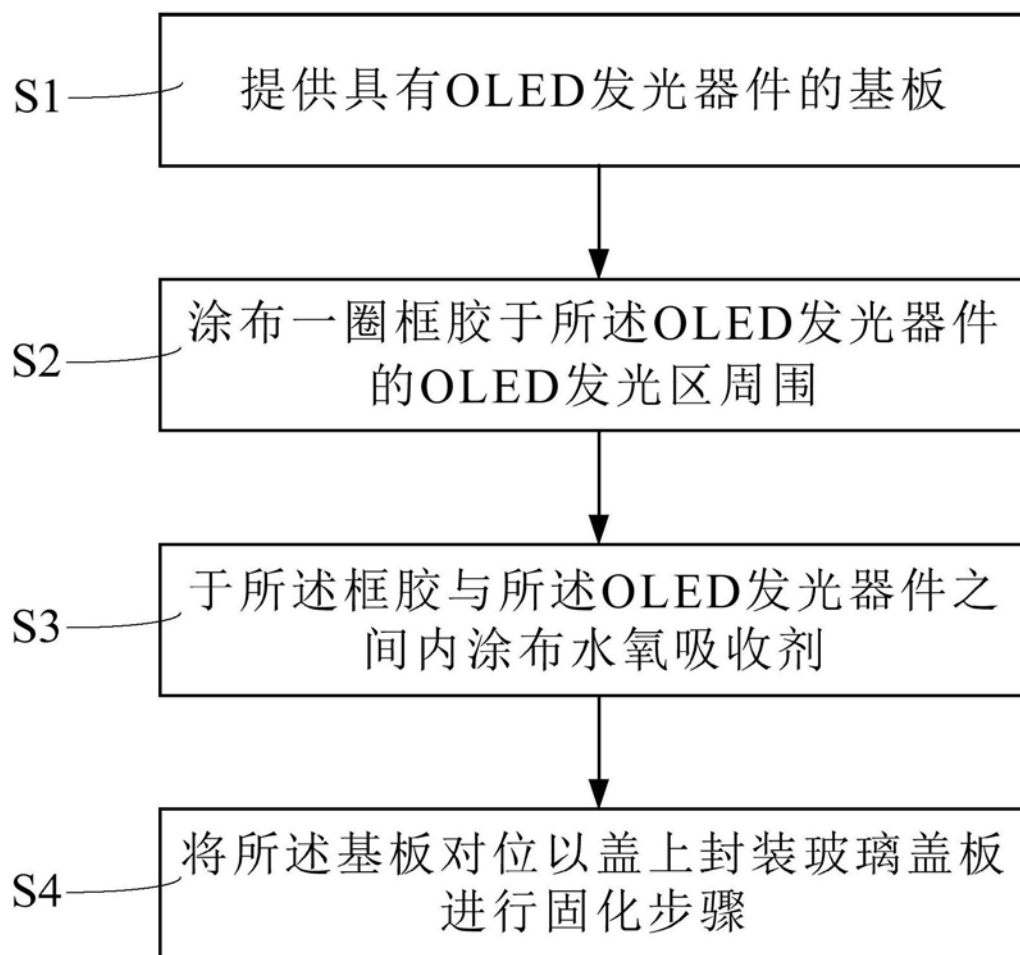 S1
提供具有OLED发光器件的基板
S2
涂布一圈框胶于所述OLED发光器件
的OLED发光区周围
S3
于所述框胶与所述OLED发光器件之
间内涂布水氧吸收剂
S4
将所述基板对位以盖上封装玻璃盖板
进行固化步骤